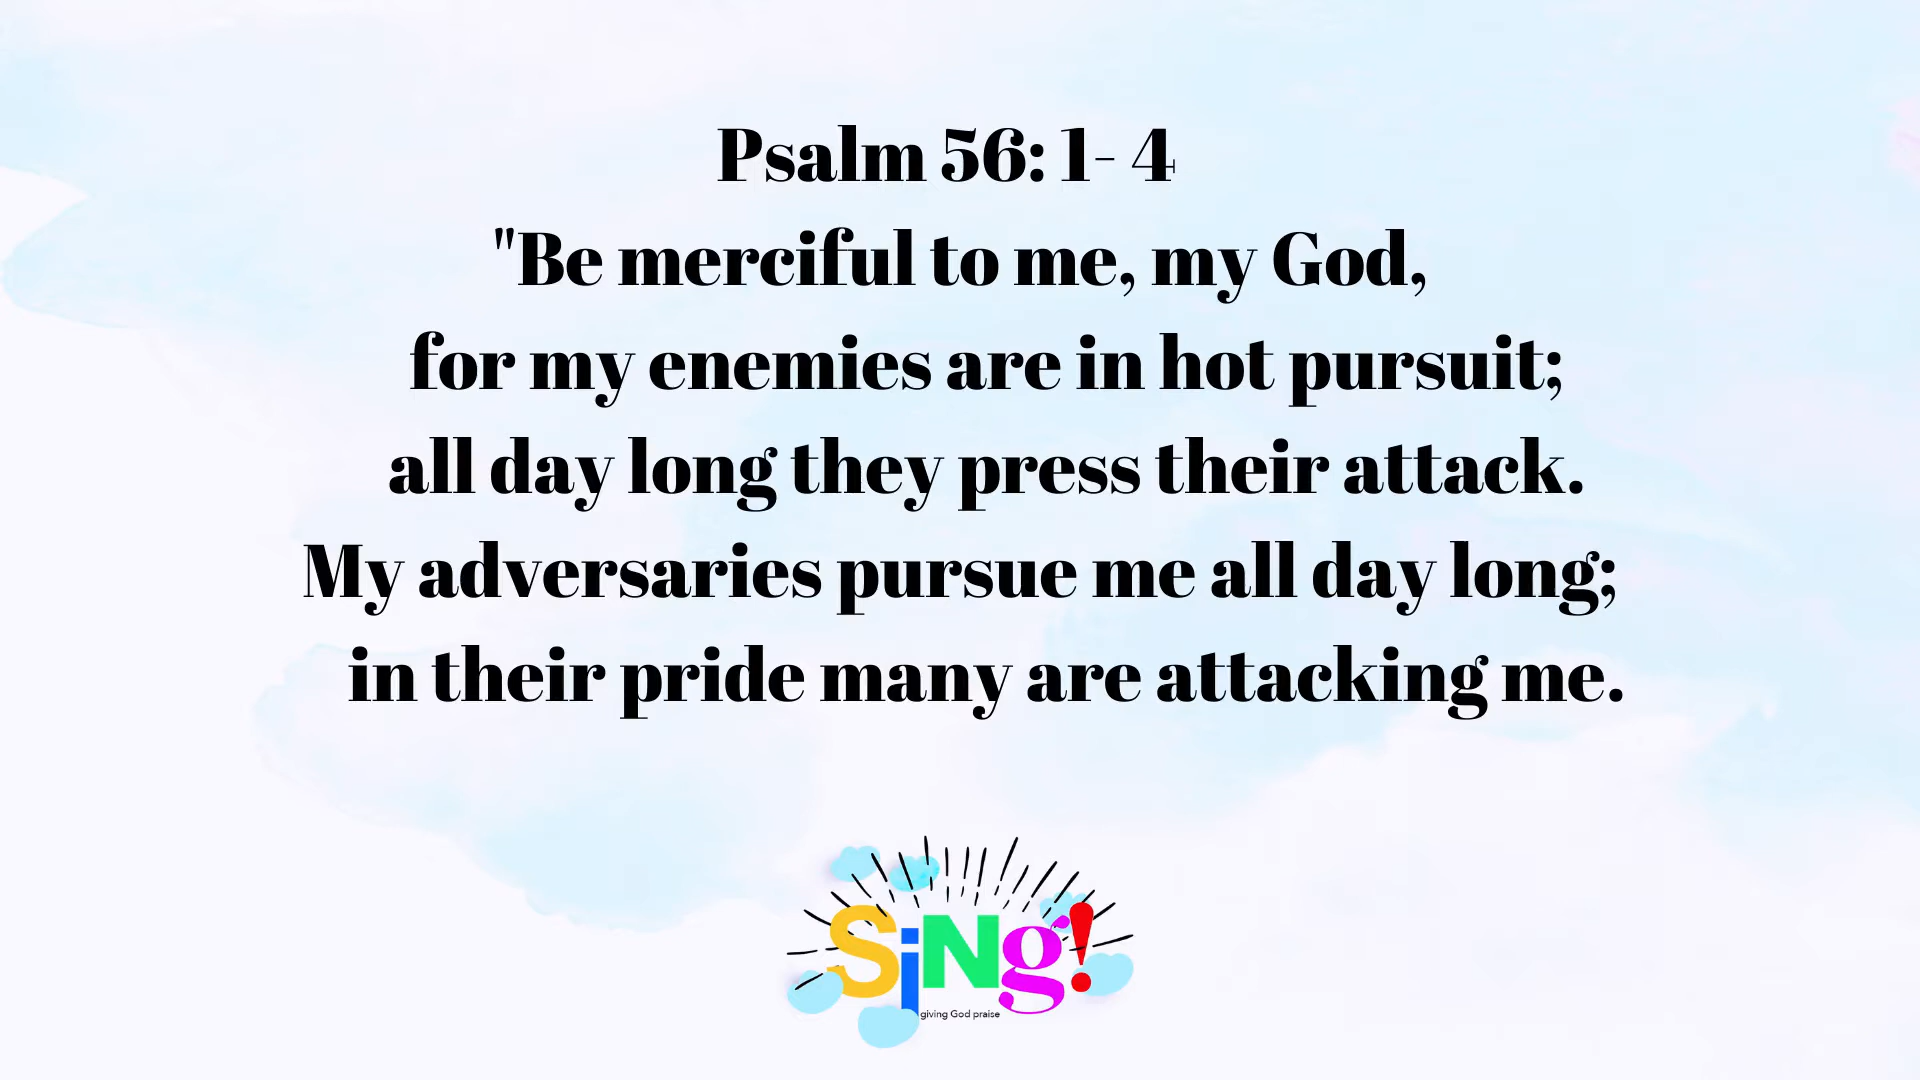 Psalm 56: 1- 4
"Be merciful to me, my God,
for my enemies are in hot pursuit;
all day long they press their attack.
My adversaries pursue me all day long;
in their pride many are attacking me.
SiNg!
giving God praise